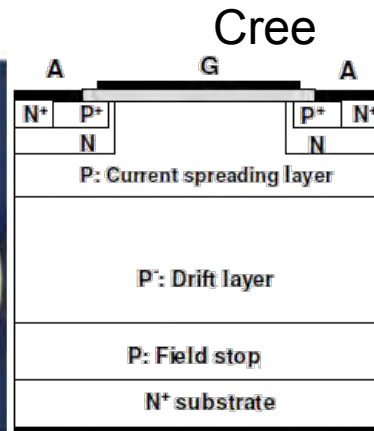 Cree
A G A
N⁺ P⁺ P⁺ N⁺
N N
P: Current spreading layer
P⁻: Drift layer
P: Field stop
N⁺ substrate